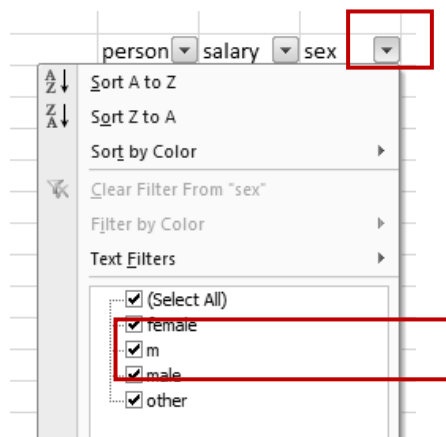 person salary sex
Sort A to Z
Sort Z to A
Sort by Color
Clear Filter From "sex"
Filter by Color
Text Filters
(Select All)
female
m
male
other